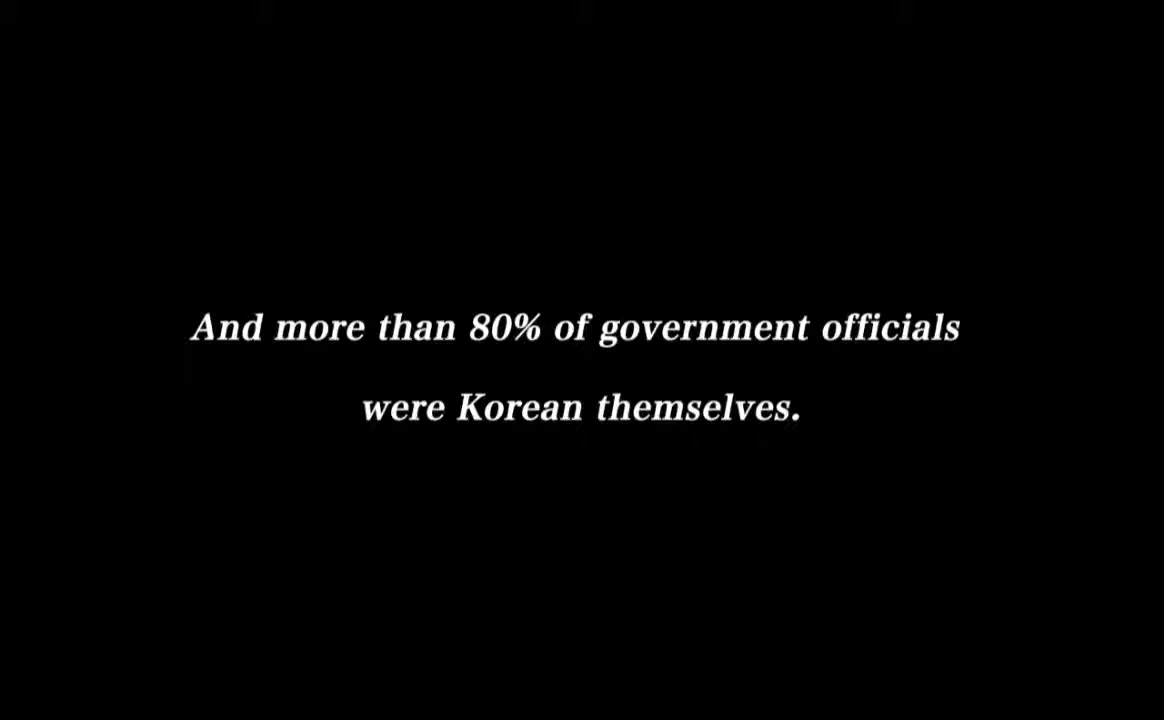 And more than 80% of government officials
were Korean themselves.